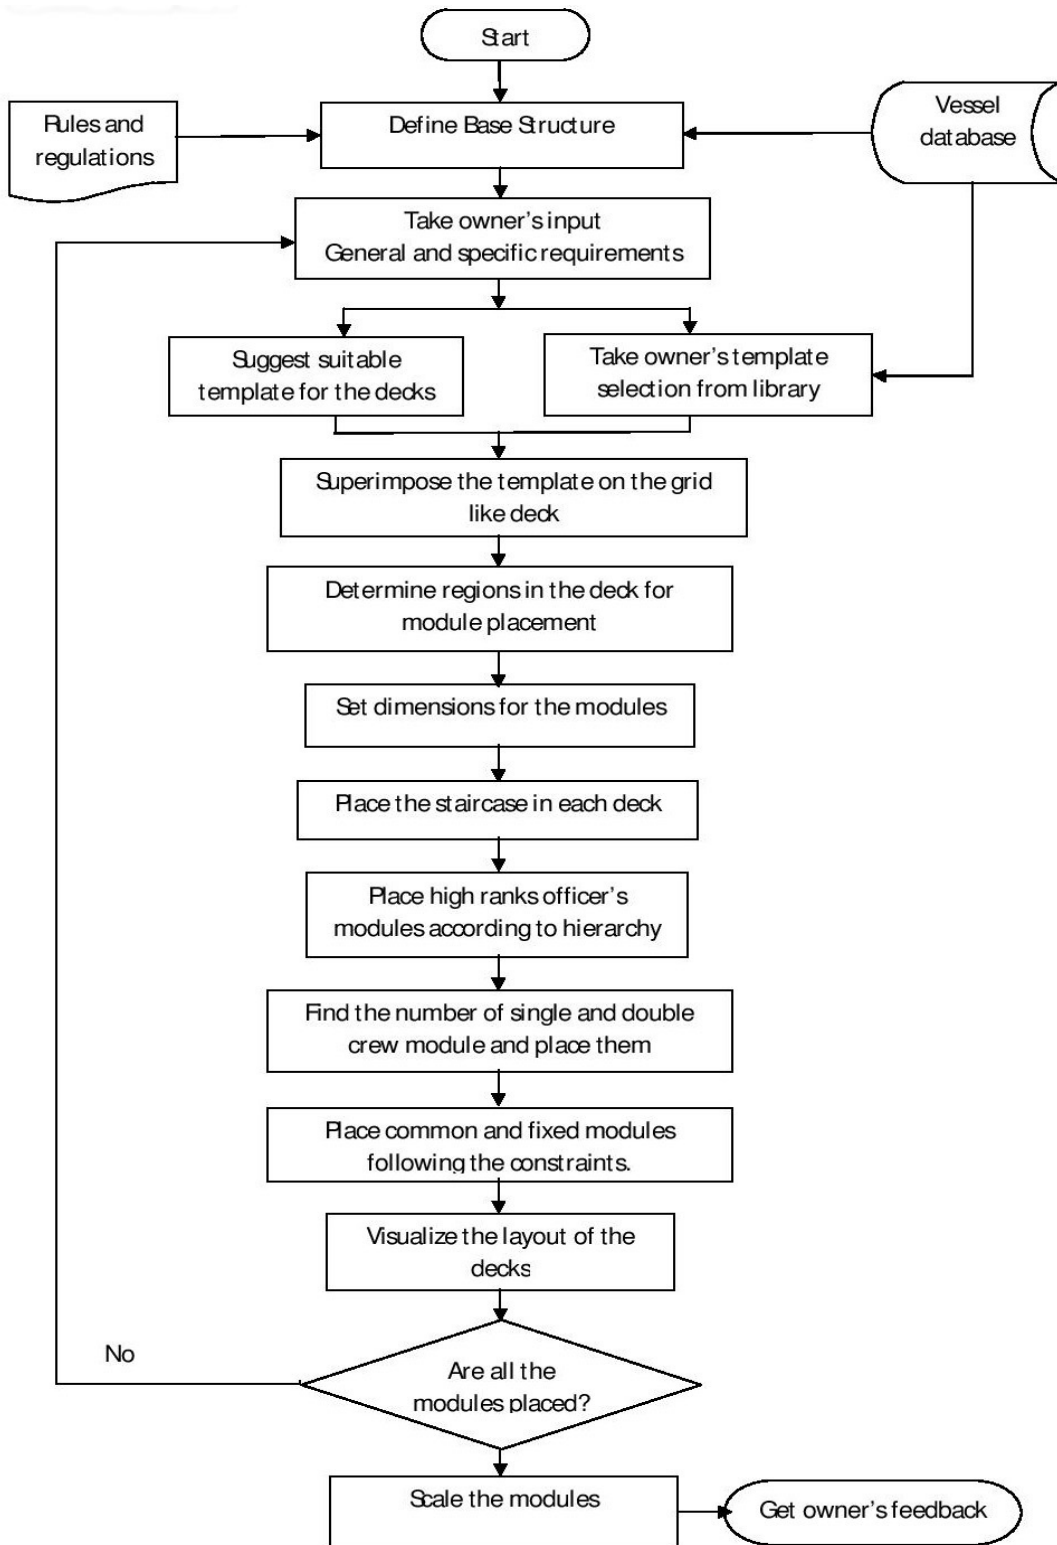 Start
Rules and
regulations
Define Base Structure
Vessel
database
Take owner's input
General and specific requirements
Suggest suitable
template for the decks
Take owner's template
selection from library
Superimpose the template on the grid
like deck
Determine regions in the deck for
module placement
Set dimensions for the modules
Place the staircase in each deck
Place high ranks officer's
modules according to hierarchy
Find the number of single and double
crew module and place them
Place common and fixed modules
following the constraints.
Visualize the layout of the
decks
No
Are all the
modules placed?
Scale the modules
Get owner's feedback